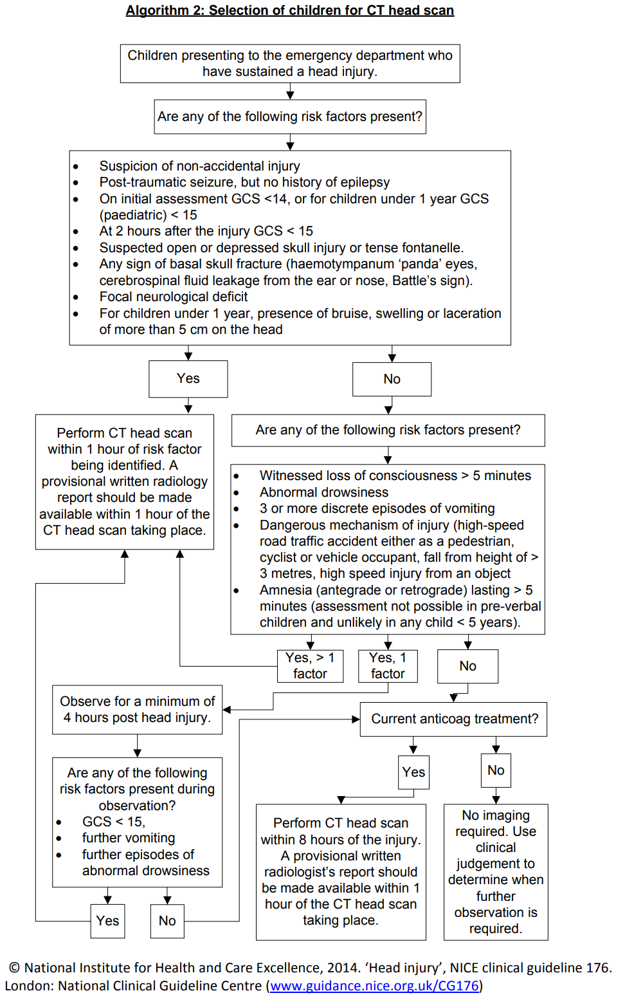 Algorithm 2: Selection of children for CT head scan
Children presenting to the emergency department who
have sustained a head injury.
Are any of the following risk factors present?
• Suspicion of non-accidental injury
• Post-traumatic seizure, but no history of epilepsy
• On initial assessment GCS <14, or for children under 1 year GCS
(paediatric) < 15
• At 2 hours after the injury GCS < 15
• Suspected open or depressed skull injury or tense fontanelle.
• Any sign of basal skull fracture (haemotympanum ‘panda’ eyes,
cerebrospinal fluid leakage from the ear or nose, Battle’s sign).
• Focal neurological deficit
• For children under 1 year, presence of bruise, swelling or laceration
of more than 5 cm on the head
Yes
No
Perform CT head scan
within 1 hour of risk factor
being identified. A
provisional written radiology
report should be made
available within 1 hour of the
CT head scan taking place.
Are any of the following risk factors present?
• Witnessed loss of consciousness > 5 minutes
• Abnormal drowsiness
• 3 or more discrete episodes of vomiting
• Dangerous mechanism of injury (high-speed
road traffic accident either as a pedestrian,
cyclist or vehicle occupant, fall from height of >
3 metres, high speed injury from an object
• Amnesia (antegrade or retrograde) lasting > 5
minutes (assessment not possible in pre-verbal
children and unlikely in any child < 5 years).
Yes, > 1
factor
Yes, 1
factor
No
Observe for a minimum of
4 hours post head injury.
Current anticoag treatment?
Are any of the following
risk factors present during
observation?
• GCS < 15,
• further vomiting
• further episodes of
abnormal drowsiness
Yes
No
Yes
No
Perform CT head scan
within 8 hours of the injury.
A provisional written
radiologist’s report should
be made available within 1
hour of the CT head scan
taking place.
No imaging
required. Use
clinical
judgement to
determine when
further
observation is
required.
© National Institute for Health and Care Excellence, 2014. ‘Head injury’, NICE clinical guideline 176.
London: National Clinical Guideline Centre (www.guidance.nice.org.uk/CG176)